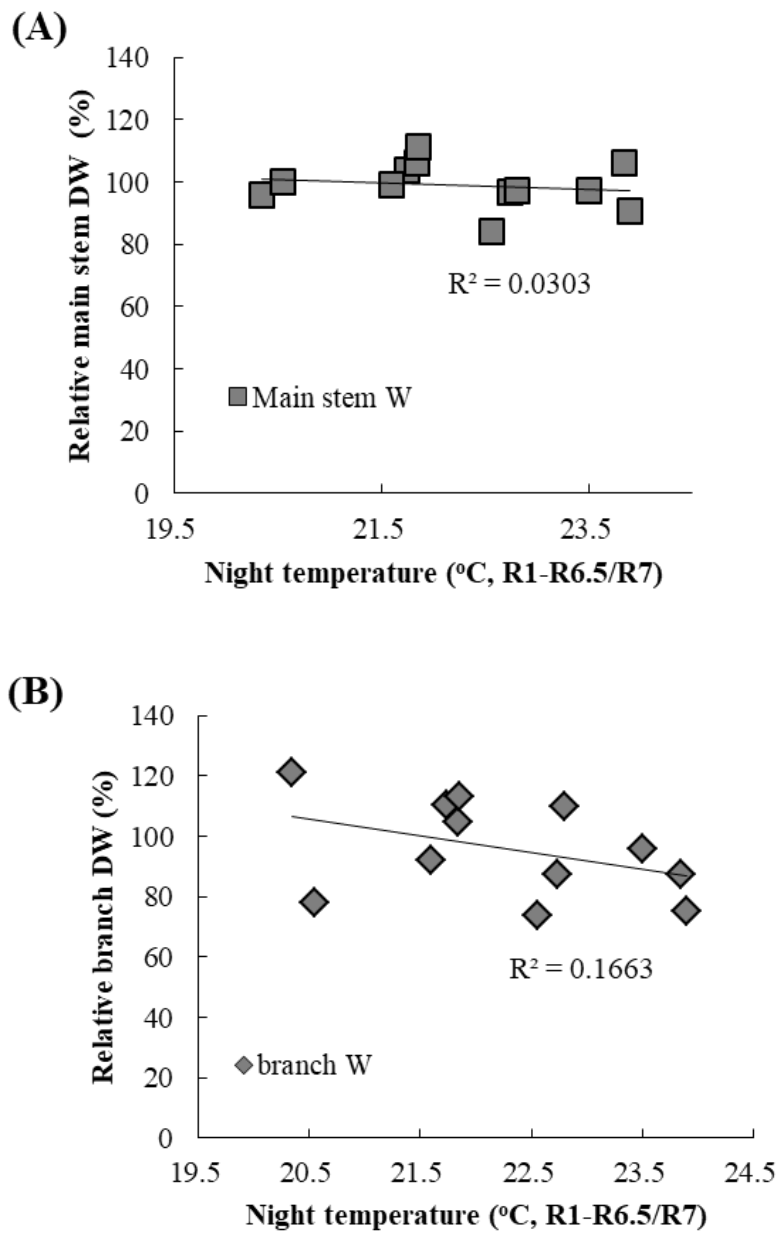 (A)
140
120
100
80
60
40
20
0
Relative main stem DW (%)
R² = 0.0303
Main stem W
19.5 21.5 23.5
Night temperature (ºC, R1-R6.5/R7)
(B)
140
120
100
80
60
40
20
0
Relative branch DW (%)
R² = 0.1663
branch W
19.5 20.5 21.5 22.5 23.5 24.5
Night temperature (ºC, R1-R6.5/R7)